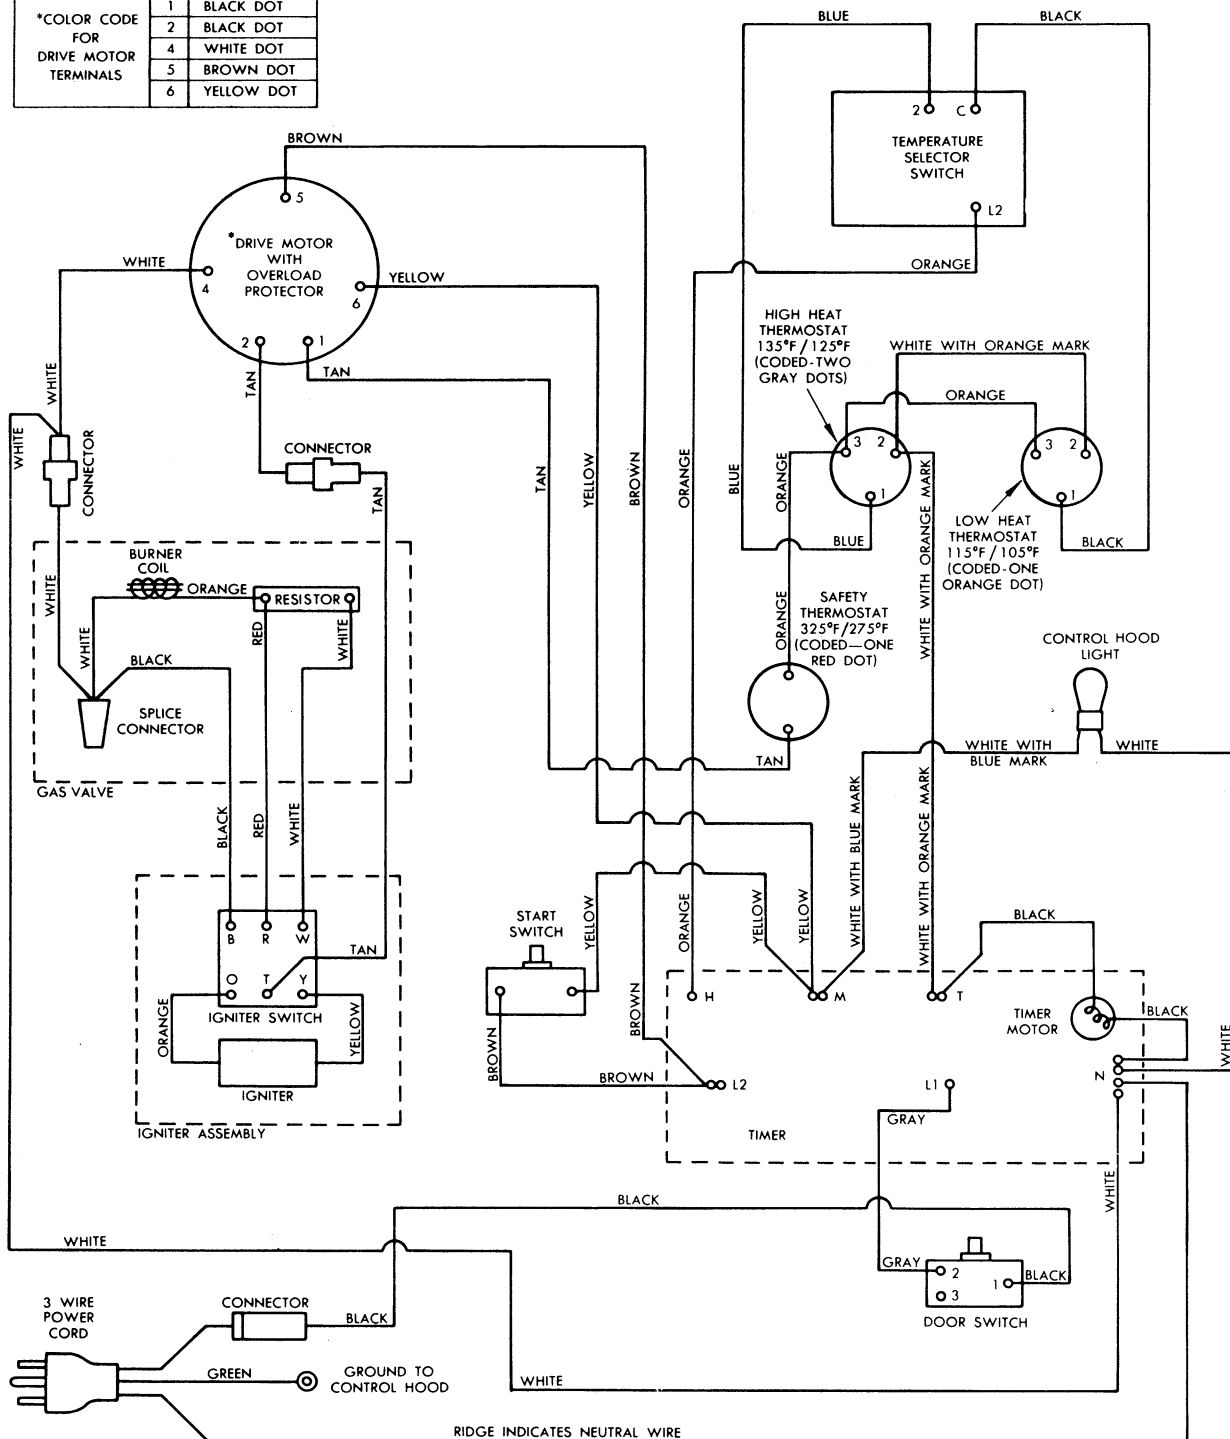 *COLOR CODE
FOR
DRIVE MOTOR
TERMINALS
1 BLACK DOT
2 BLACK DOT
4 WHITE DOT
5 BROWN DOT
6 YELLOW DOT
BLUE
BLACK
2
C
TEMPERATURE
SELECTOR
SWITCH
L2
ORANGE
BROWN
5
*DRIVE MOTOR
WITH
OVERLOAD
PROTECTOR
WHITE
4
YELLOW
6
2
1
TAN
TAN
WHITE
WHITE
CONNECTOR
CONNECTOR
TAN
TAN
YELLOW
BROWN
ORANGE
BLUE
HIGH HEAT
THERMOSTAT
135°F/125°F
(CODED-TWO
GRAY DOTS)
WHITE WITH ORANGE MARK
ORANGE
3
2
1
3
2
1
ORANGE
BLUE
WHITE WITH ORANGE MARK
LOW HEAT
THERMOSTAT
115°F/105°F
(CODED-ONE
ORANGE DOT)
BLACK
BURNER
COIL
ORANGE
RESISTOR
WHITE
WHITE
RED
WHITE
BLACK
SPLICE
CONNECTOR
GAS VALVE
ORANGE
SAFETY
THERMOSTAT
325°F/275°F
(CODED—ONE
RED DOT)
TAN
CONTROL HOOD
LIGHT
WHITE WITH
BLUE MARK
WHITE
BLACK
RED
WHITE
B
R
W
TAN
O
T
Y
IGNITER SWITCH
ORANGE
YELLOW
IGNITER
IGNITER ASSEMBLY
START
SWITCH
YELLOW
ORANGE
YELLOW
YELLOW
WHITE WITH BLUE MARK
WHITE WITH ORANGE MARK
BLACK
H
M
T
TIMER
MOTOR
BLACK
BROWN
BROWN
BROWN
L2
L1
N
WHITE
GRAY
TIMER
WHITE
BLACK
WHITE
GRAY
2
1
3
BLACK
DOOR SWITCH
3 WIRE
POWER
CORD
CONNECTOR
BLACK
GREEN
GROUND TO
CONTROL HOOD
WHITE
RIDGE INDICATES NEUTRAL WIRE